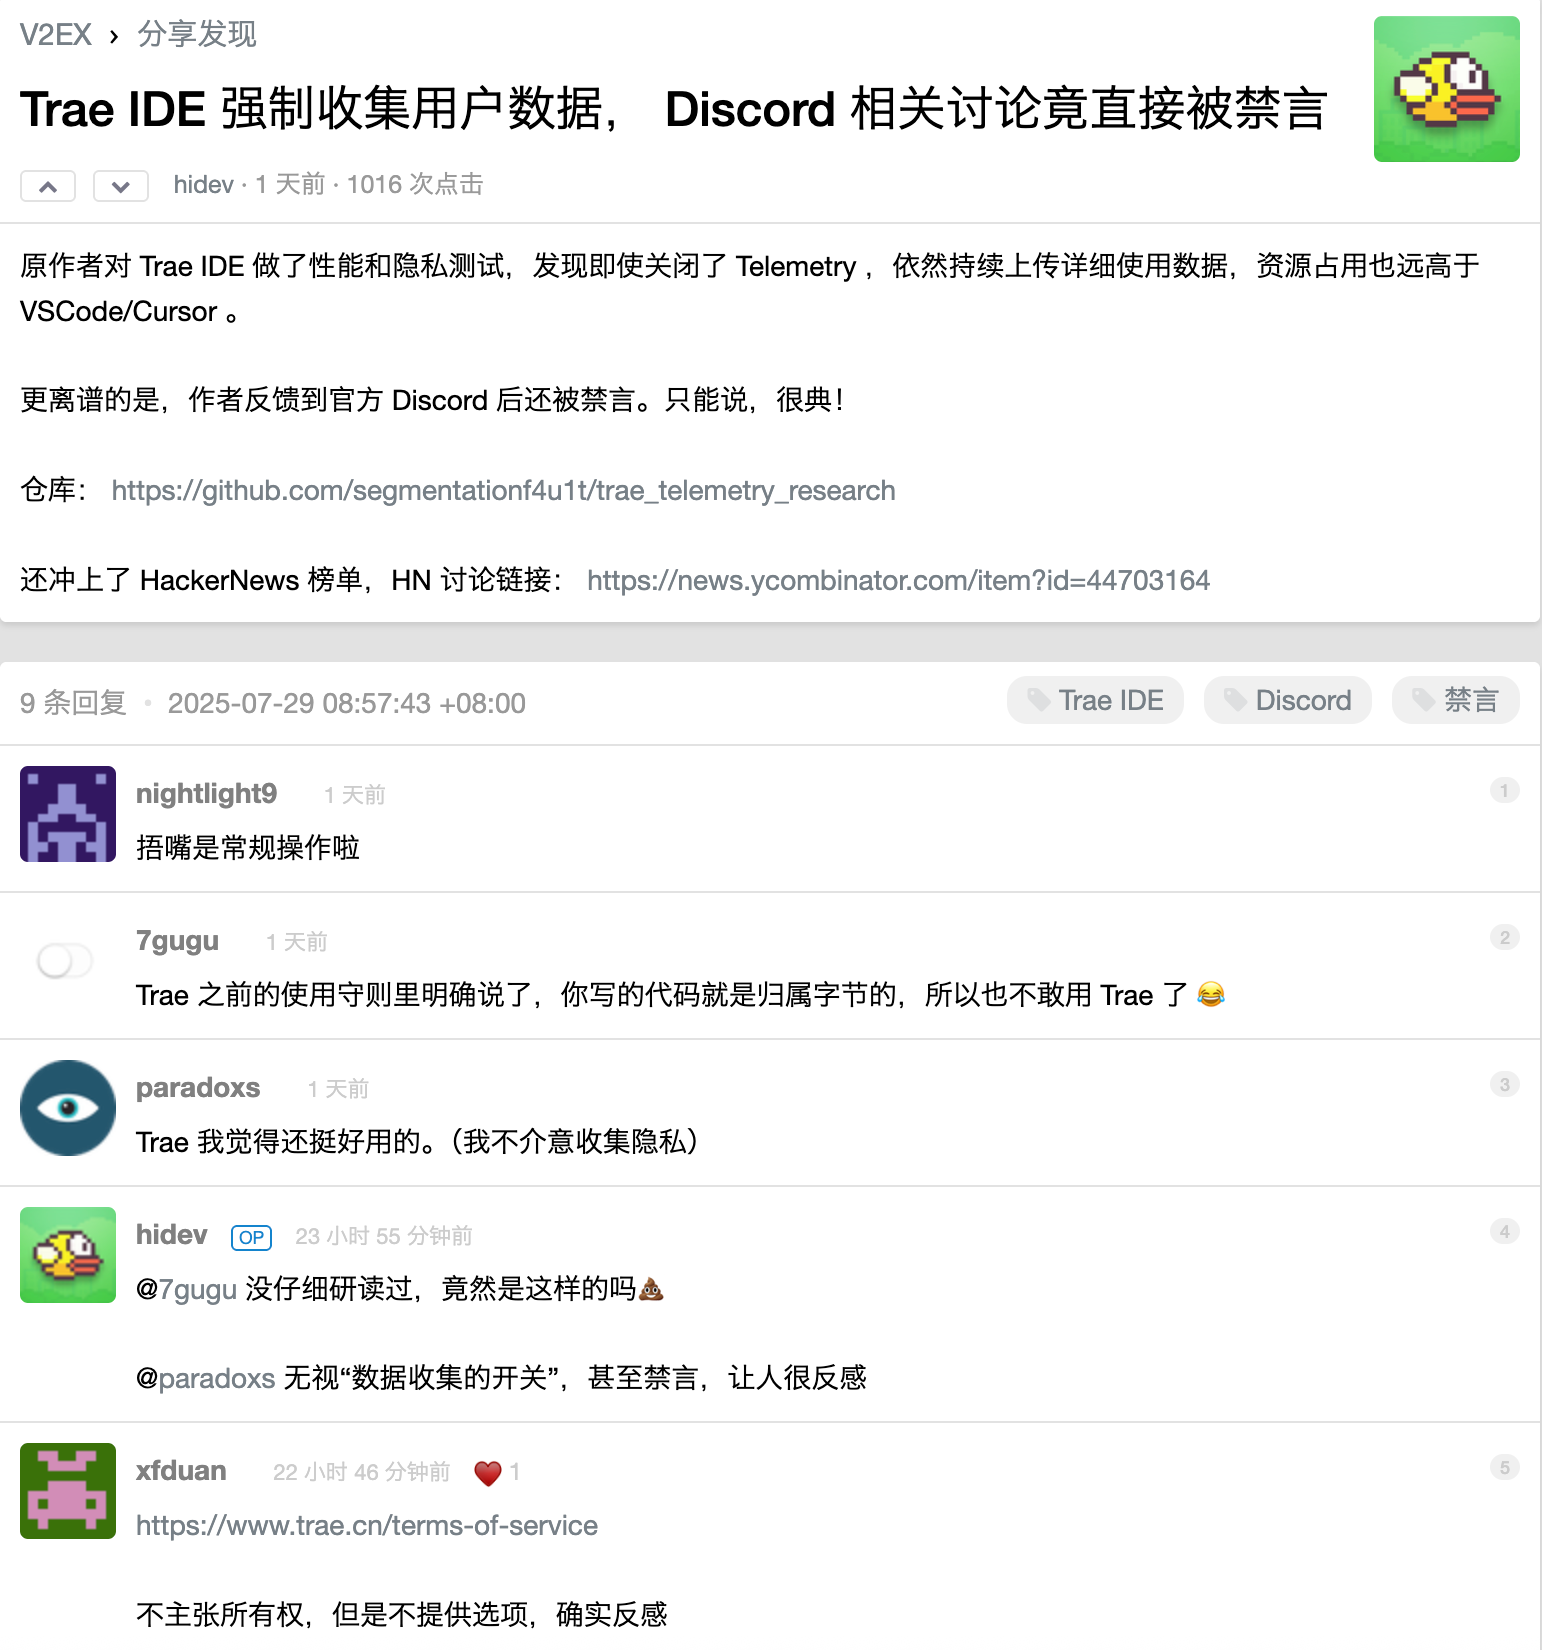 V2EX › 分享发现
Trae IDE 强制收集用户数据， Discord 相关讨论竟直接被禁言
hidev · 1 天前 · 1016 次点击
原作者对 Trae IDE 做了性能和隐私测试，发现即使关闭了 Telemetry ，依然持续上传详细使用数据，资源占用也远高于
VSCode/Cursor 。
更离谱的是，作者反馈到官方 Discord 后还被禁言。只能说，很典！
仓库： https://github.com/segmentationf4u1t/trae_telemetry_research
还冲上了 HackerNews 榜单，HN 讨论链接： https://news.ycombinator.com/item?id=44703164
9 条回复 • 2025-07-29 08:57:43 +08:00 Trae IDE Discord 禁言
nightlight9 1 天前 1
捂嘴是常规操作啦
7gugu 1 天前 2
Trae 之前的使用守则里明确说了，你写的代码就是归属字节的，所以也不敢用 Trae 了 😂
paradoxs 1 天前 3
Trae 我觉得还挺好用的。（我不介意收集隐私）
hidev OP 23 小时 55 分钟前 4
@7gugu 没仔细研读过，竟然是这样的吗💩
@paradoxs 无视“数据收集的开关”，甚至禁言，让人很反感
xfduan 22 小时 46 分钟前 ❤️ 1 5
https://www.trae.cn/terms-of-service
不主张所有权，但是不提供选项，确实反感